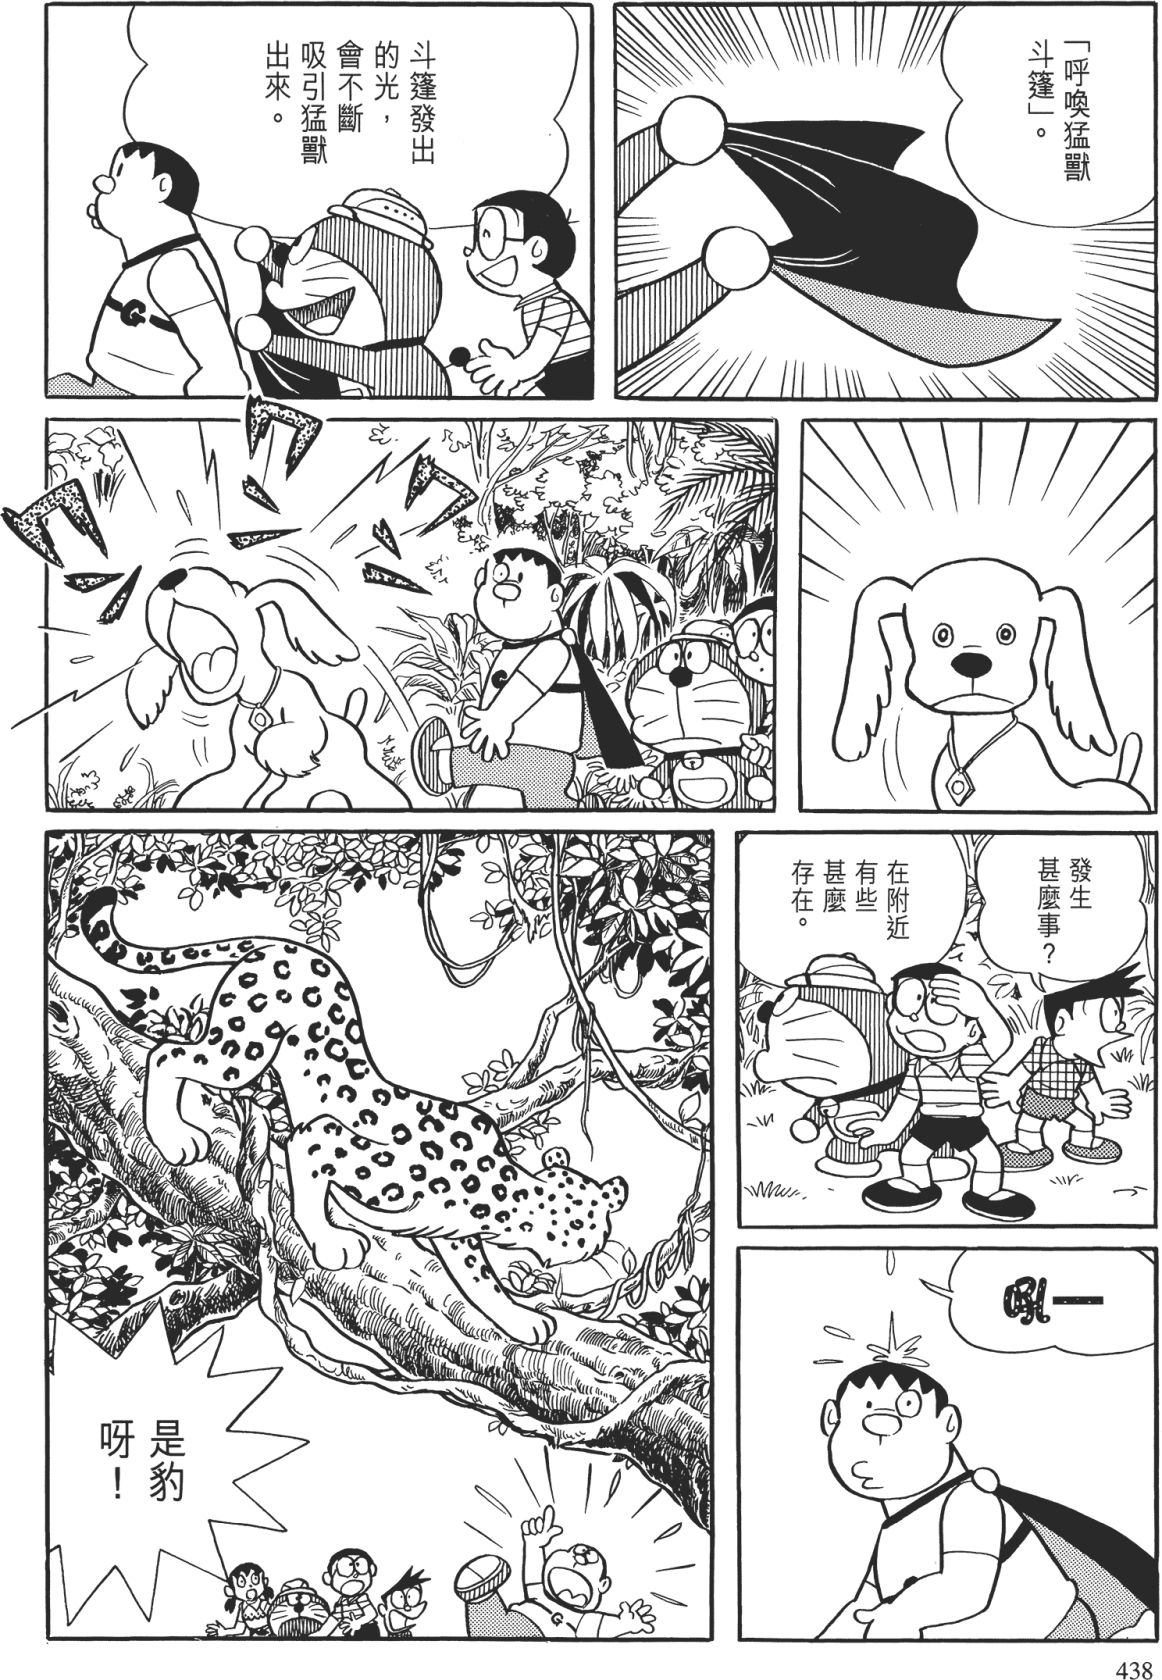 「呼喚猛獸
斗篷」。
斗篷發出
的光，
會不斷
吸引猛獸
出來。
ㄇ
ㄇ
ㄇ
發生
甚麼事？
在附近
有些
甚麼
存在。
吼—
是豹
呀！
G
438